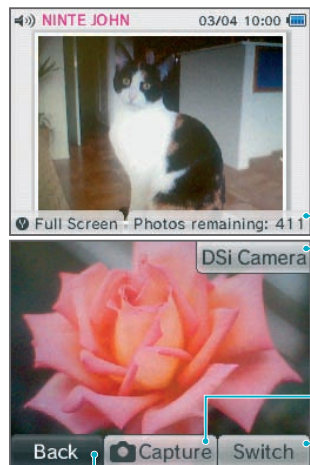 NINTE JOHN 03/04 10:00
Y Full Screen Photos remaining: 411
DSi Camera
Back Capture Switch